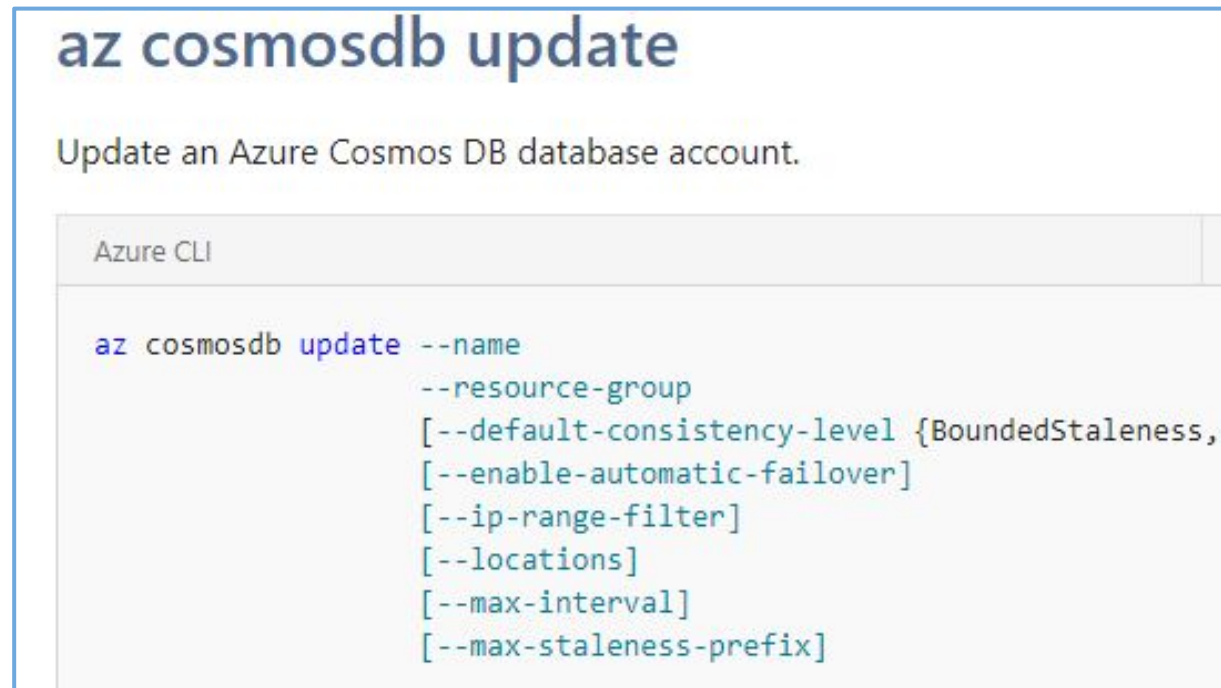 az cosmosdb update
Update an Azure Cosmos DB database account.
Azure CLI
az cosmosdb update --name
--resource-group
[--default-consistency-level {BoundedStaleness,
[--enable-automatic-failover]
[--ip-range-filter]
[--locations]
[--max-interval]
[--max-staleness-prefix]